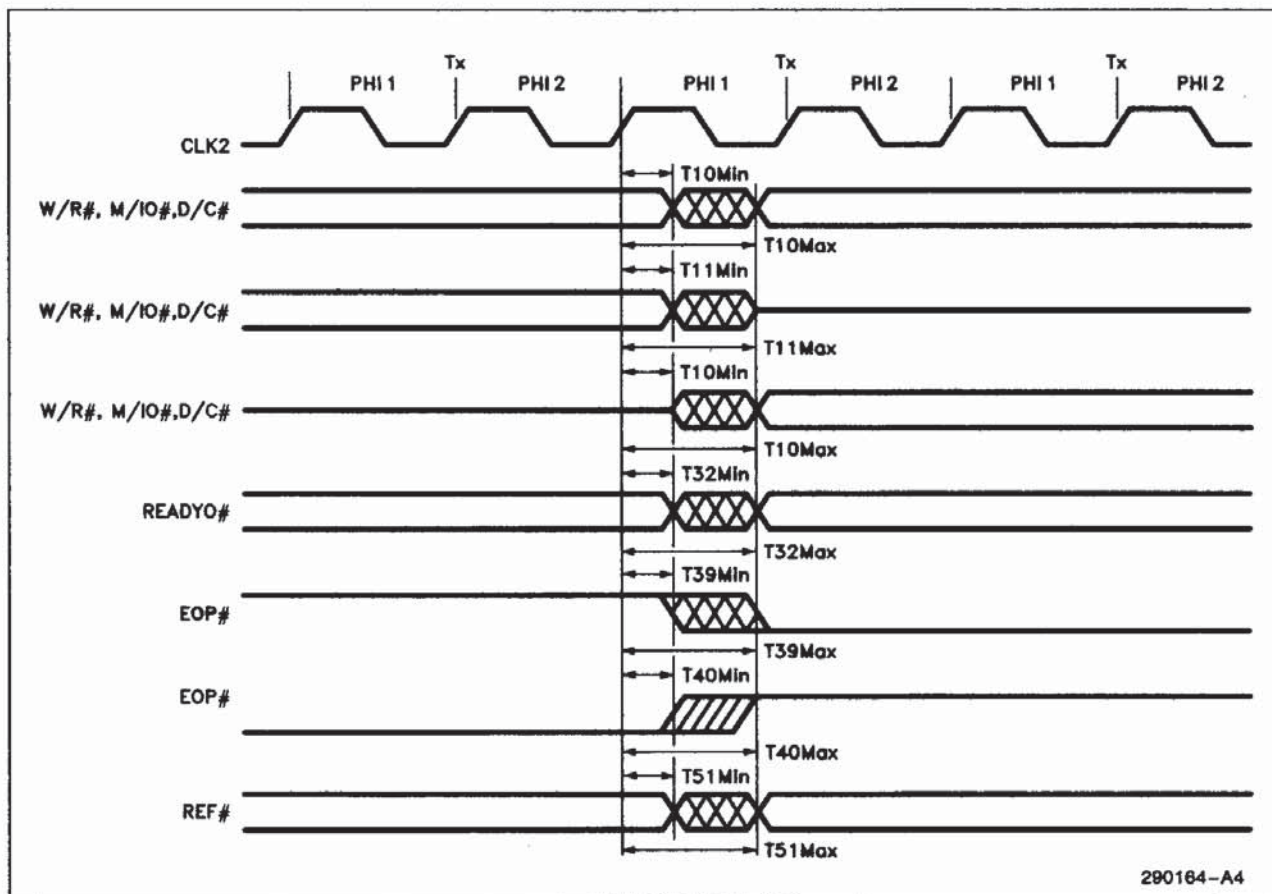 Tx Tx Tx
PHI 1 PHI 2 PHI 1 PHI 2 PHI 1 PHI 2
CLK2
T10Min
W/R#, M/IO#,D/C#
T10Max
T11Min
W/R#, M/IO#,D/C#
T11Max
T10Min
W/R#, M/IO#,D/C#
T10Max
T32Min
READYO#
T32Max
T39Min
EOP#
T39Max
T40Min
EOP#
T40Max
T51Min
REF#
T51Max
290164-A4